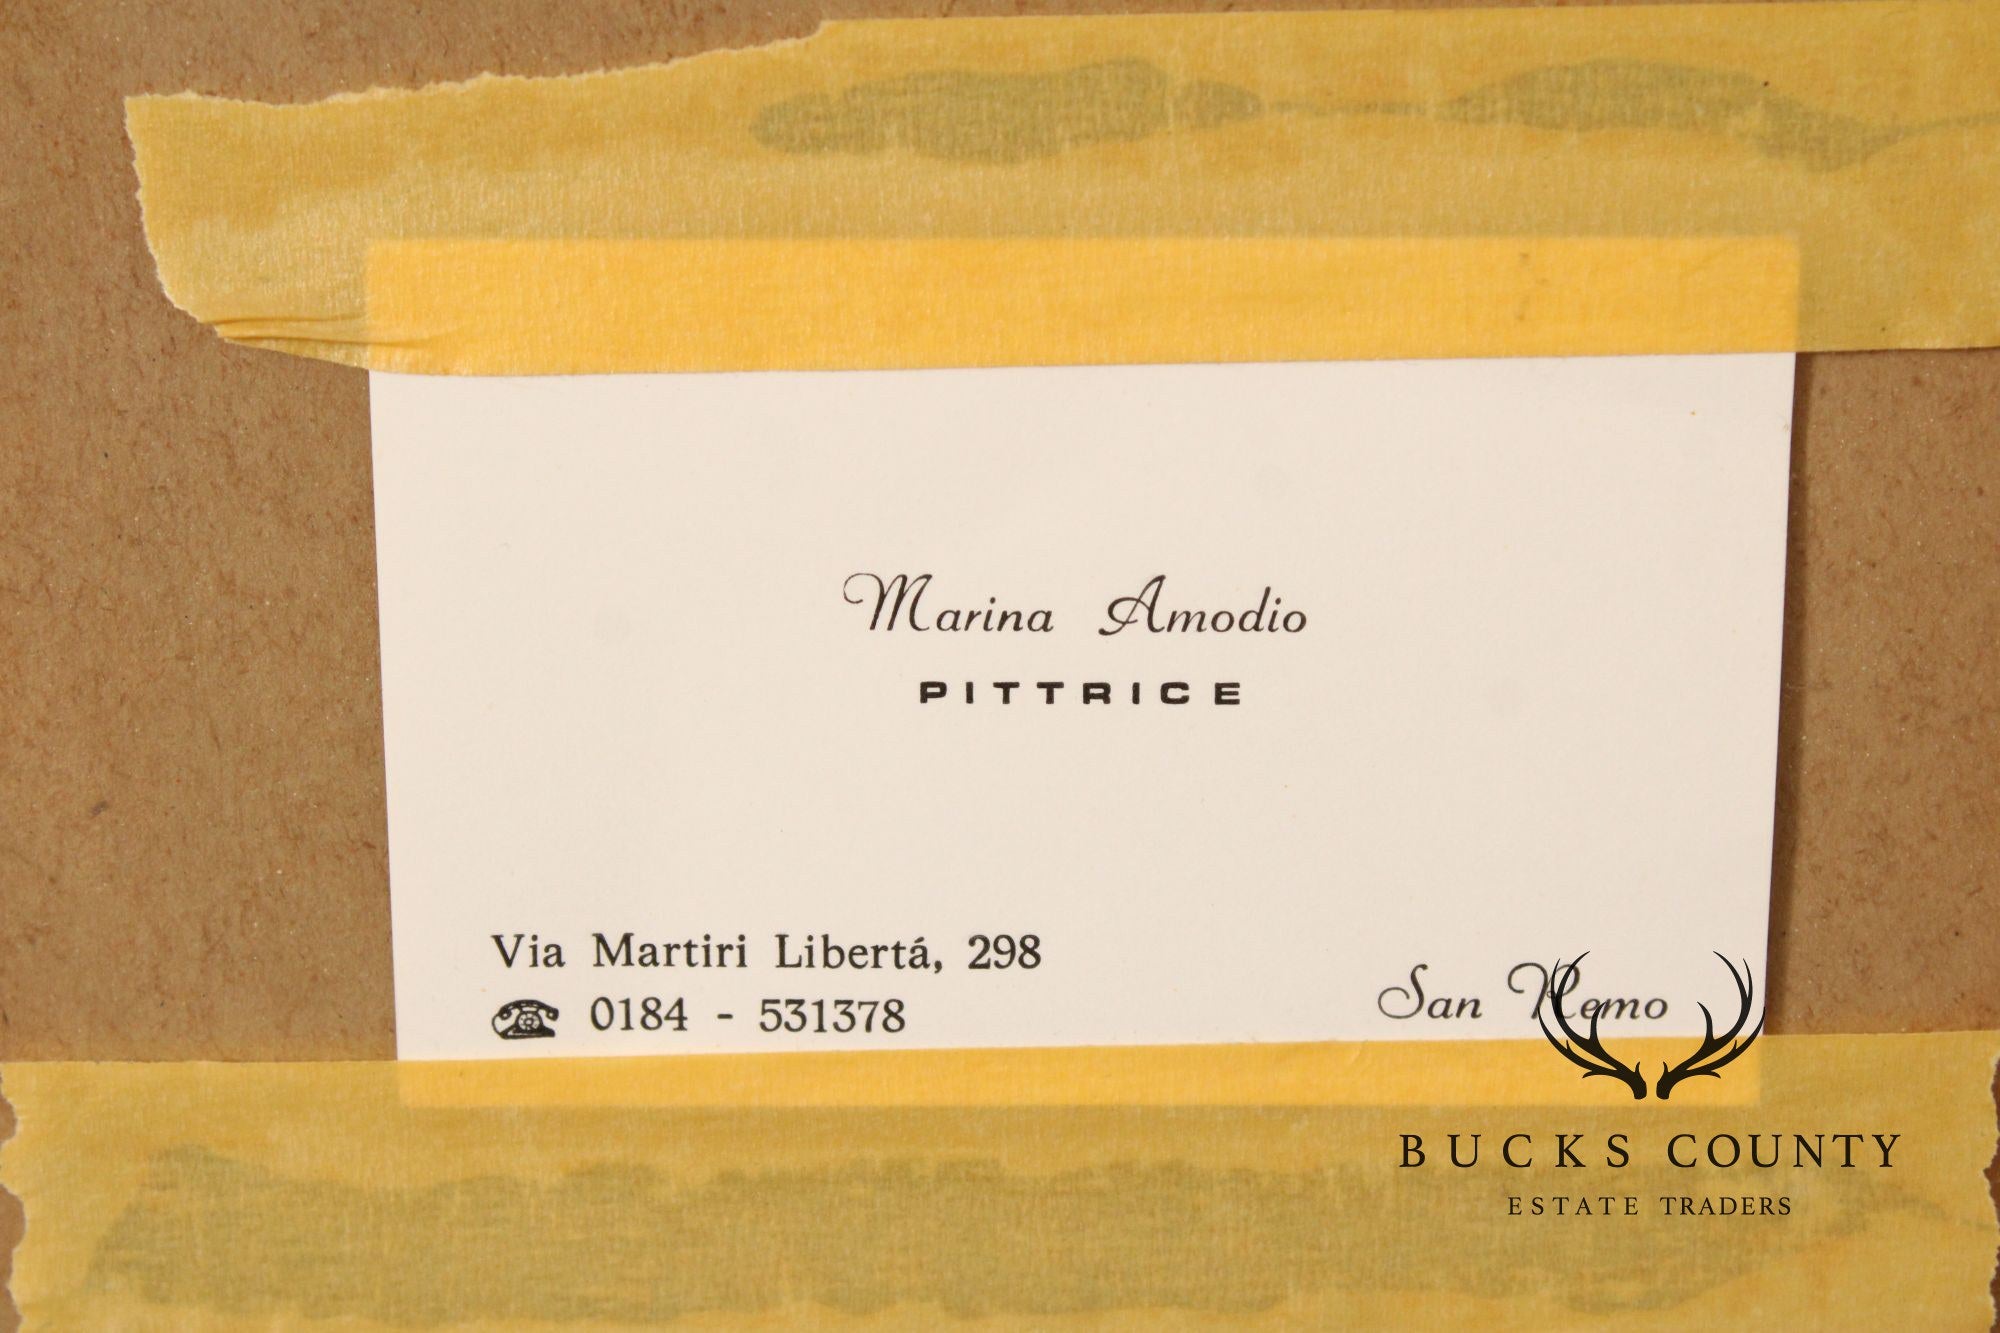 Marina Amodio
PITTRICE
Via Martiri Libertá, 298
☎ 0184 - 531378
San Remo
BUCKS COUNTY
ESTATE TRADERS